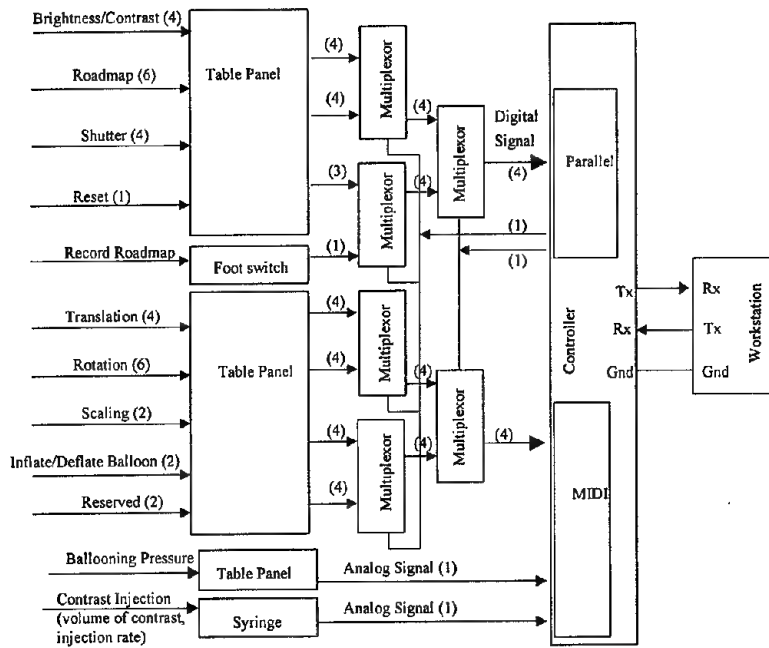 Brightness/Contrast (4)
Roadmap (6)
Shutter (4)
Reset (1)
Record Roadmap
Translation (4)
Rotation (6)
Scaling (2)
Inflate/Deflate Balloon (2)
Reserved (2)
Ballooning Pressure
Contrast Injection
(volume of contrast,
injection rate)
Table Panel
Foot switch
Table Panel
Table Panel
Syringe
(4)
(4)
(3)
(1)
(4)
(4)
(4)
(4)
Analog Signal (1)
Analog Signal (1)
Multiplexor
Multiplexor
Multiplexor
Multiplexor
(4)
(4)
(4)
(4)
Multiplexor
Multiplexor
Digital
Signal
(4)
(1)
(1)
(4)
Controller
Parallel
MIDI
Tx
Rx
Gnd
Rx
Tx
Gnd
Workstation